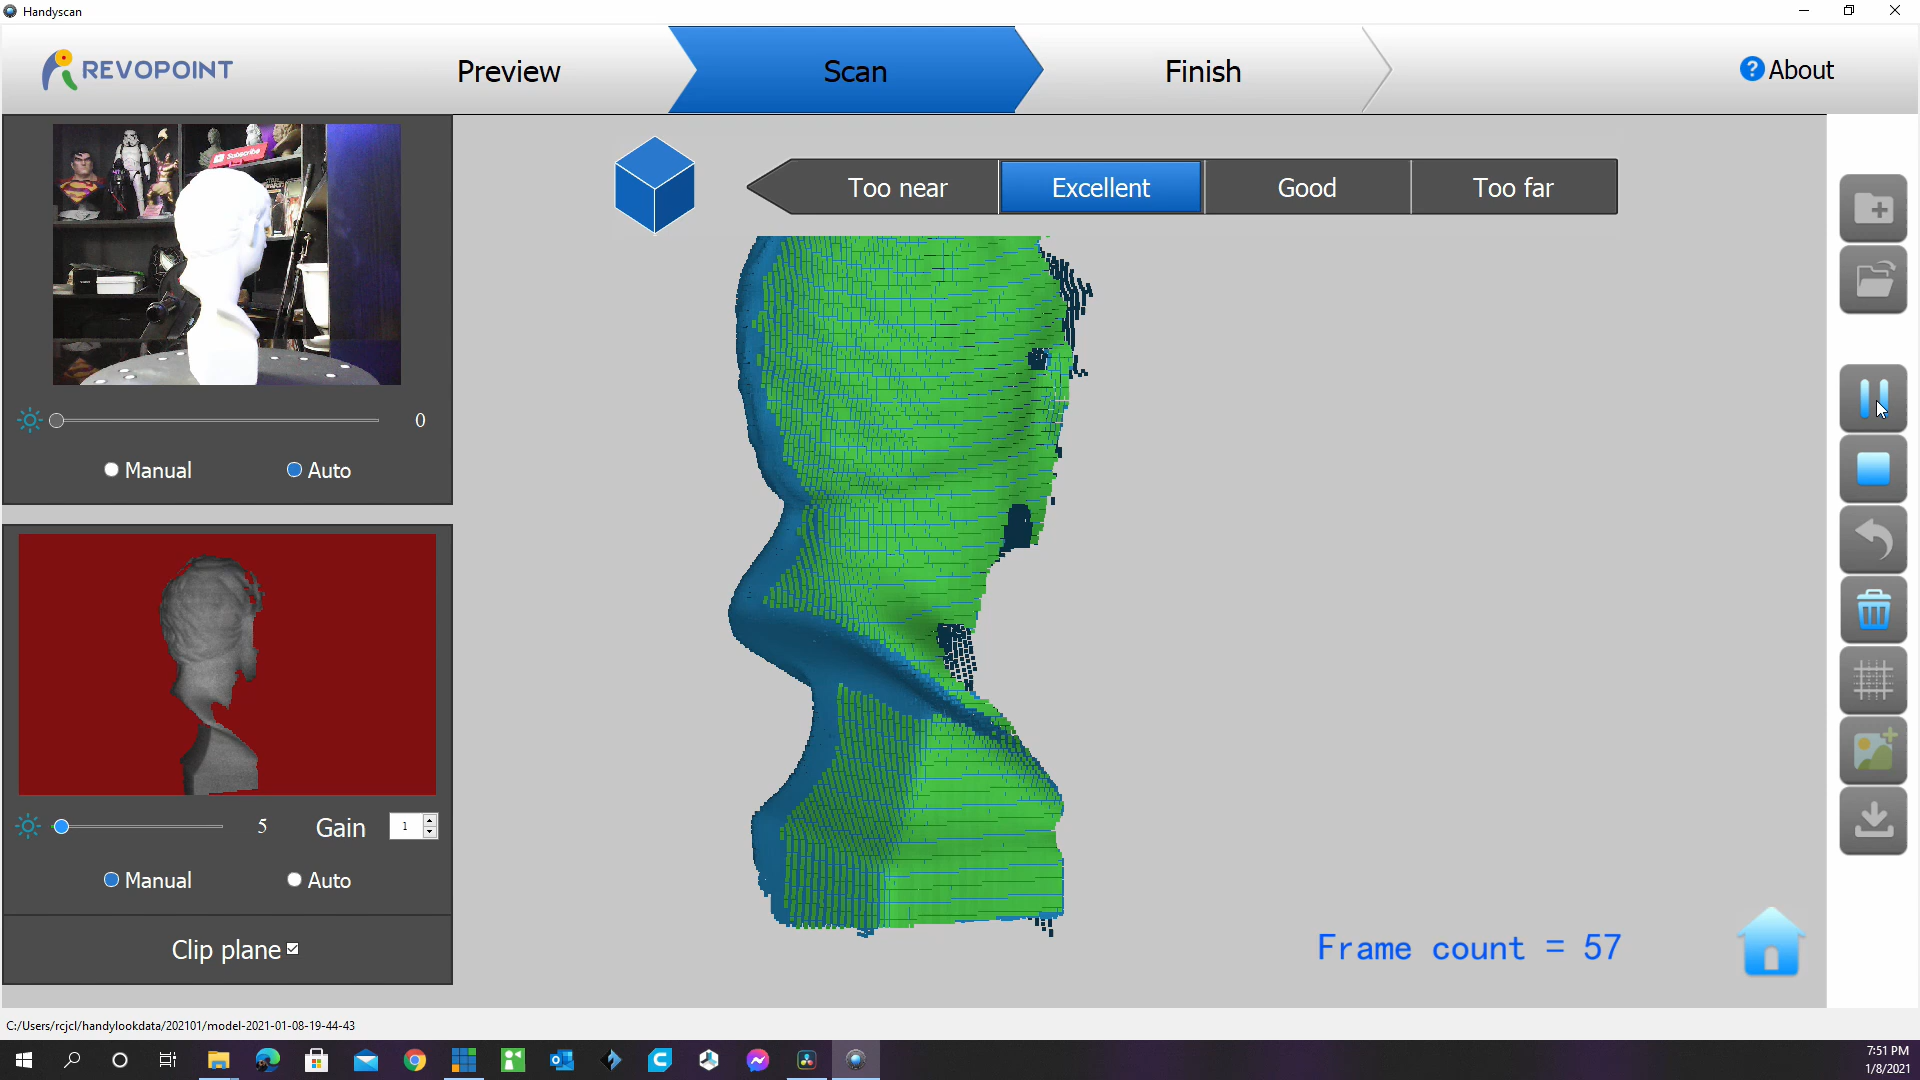 Handyscan
REVOPOINT
Preview
Scan
Finish
? About
Subscribe
Too near
Excellent
Good
Too far
0
Manual
Auto
5
Gain
1
Manual
Auto
Clip plane
Frame count = 57
C:/Users/rcjcl/handylookdata/202101/model-2021-01-08-19-44-43
7:51 PM
1/8/2021